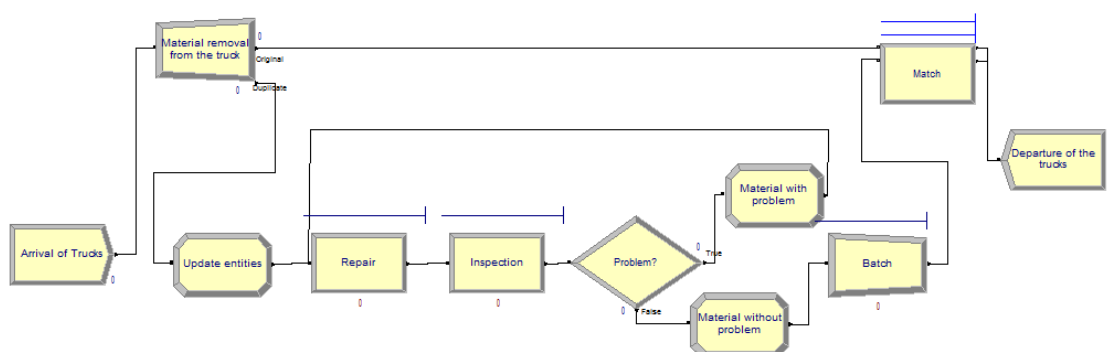 Material removal
from the truck
0
Original
0
Duplicate
Match
Departure of the
trucks
Material with
problem
Arrival of Trucks
0
Update entities
Repair
0
Inspection
0
Problem?
0
True
0
False
Batch
0
Material without
problem